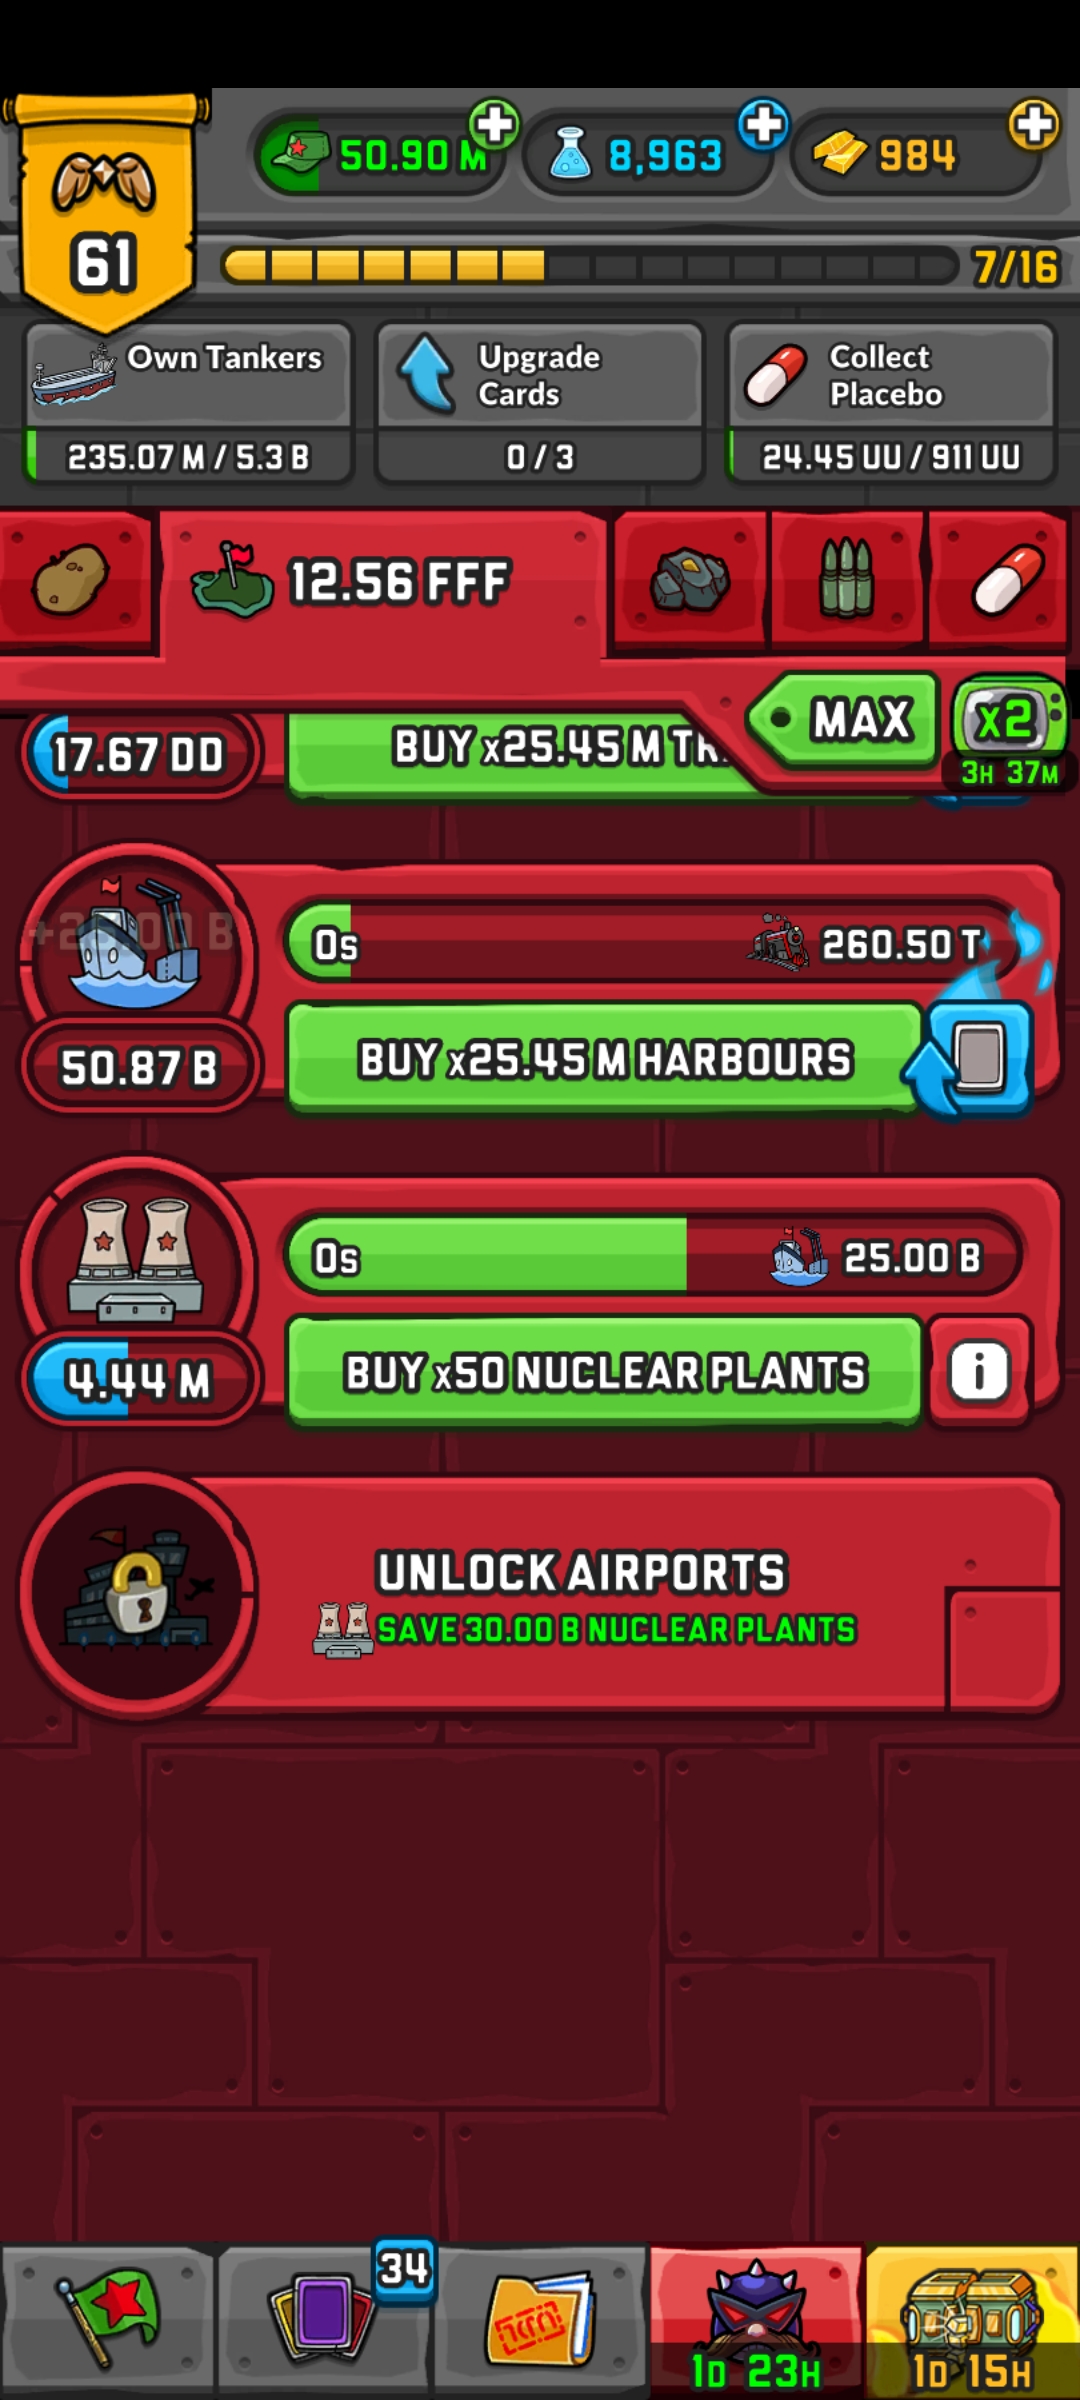 50.90 M
8,963
984
61
7/16
Own Tankers
235.07 M / 5.3 B
Upgrade
Cards
0 / 3
Collect
Placebo
24.45 UU / 911 UU
12.56 FFF
MAX
x2
3H 37M
17.67 DD
BUY x25.45 M TR
0s
260.50 T
50.87 B
BUY x25.45 M HARBOURS
0s
25.00 B
4.44 M
BUY x50 NUCLEAR PLANTS
i
UNLOCK AIRPORTS
SAVE 30.00 B NUCLEAR PLANTS
34
1D 23H
1D 15H